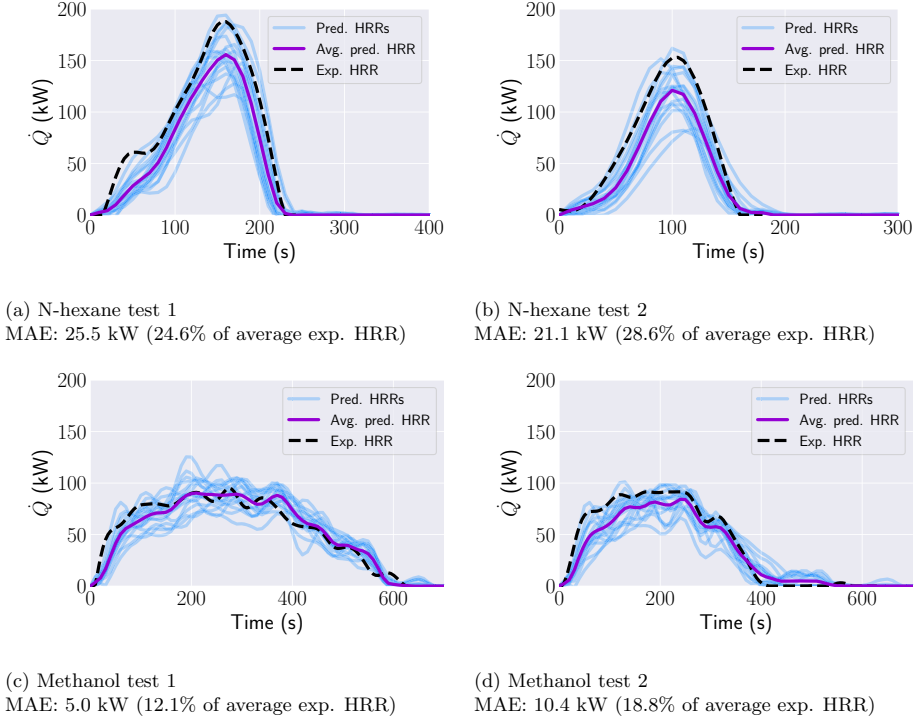 200
150
100
50
0
Q̇ (kW)
Pred. HRRs
Avg. pred. HRR
Exp. HRR
0 100 200 300 400
Time (s)
(a) N-hexane test 1
MAE: 25.5 kW (24.6% of average exp. HRR)
200
150
100
50
0
Q̇ (kW)
Pred. HRRs
Avg. pred. HRR
Exp. HRR
0 100 200 300
Time (s)
(b) N-hexane test 2
MAE: 21.1 kW (28.6% of average exp. HRR)
200
150
100
50
0
Q̇ (kW)
Pred. HRRs
Avg. pred. HRR
Exp. HRR
0 200 400 600
Time (s)
(c) Methanol test 1
MAE: 5.0 kW (12.1% of average exp. HRR)
200
150
100
50
0
Q̇ (kW)
Pred. HRRs
Avg. pred. HRR
Exp. HRR
0 200 400 600
Time (s)
(d) Methanol test 2
MAE: 10.4 kW (18.8% of average exp. HRR)